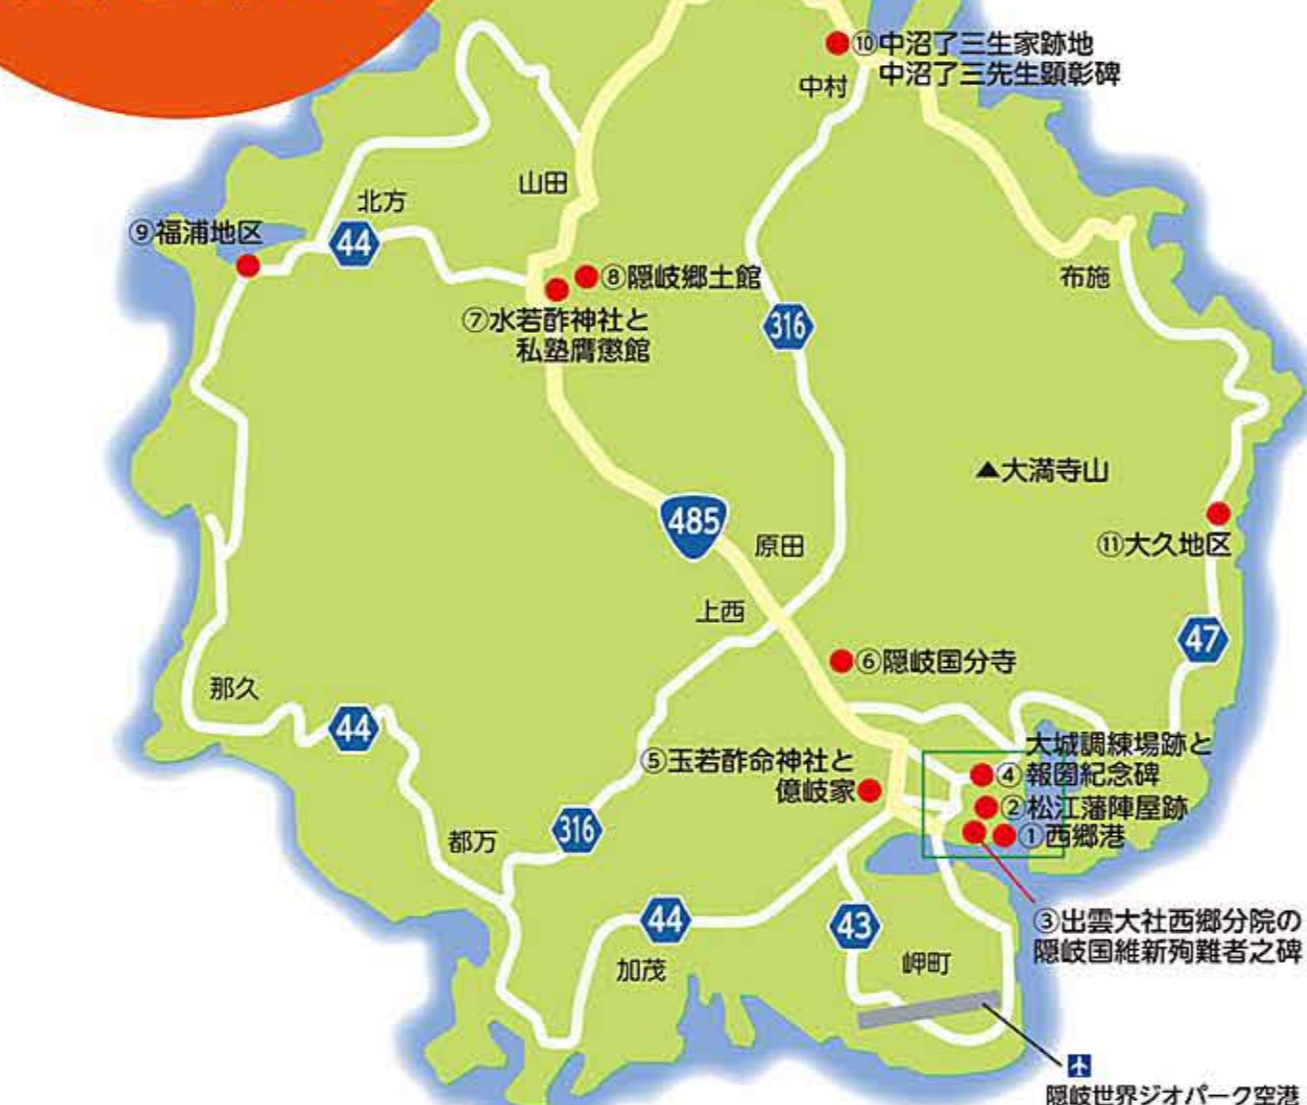 ⑩中沼了三生家跡地
中沼了三先生顕彰碑
中村
山田
北方
⑨福浦地区
44
⑧隠岐郷土館
⑦水若酢神社と
私塾膺懲館
布施
316
▲大満寺山
485
原田
⑪大久地区
上西
47
⑥隠岐国分寺
那久
44
大城調練場跡と
④報圀紀念碑
⑤玉若酢命神社と
億岐家
②松江藩陣屋跡
①西郷港
316
都万
44
43
③出雲大社西郷分院の
隠岐国維新殉難者之碑
加茂
岬町
隠岐世界ジオパーク空港